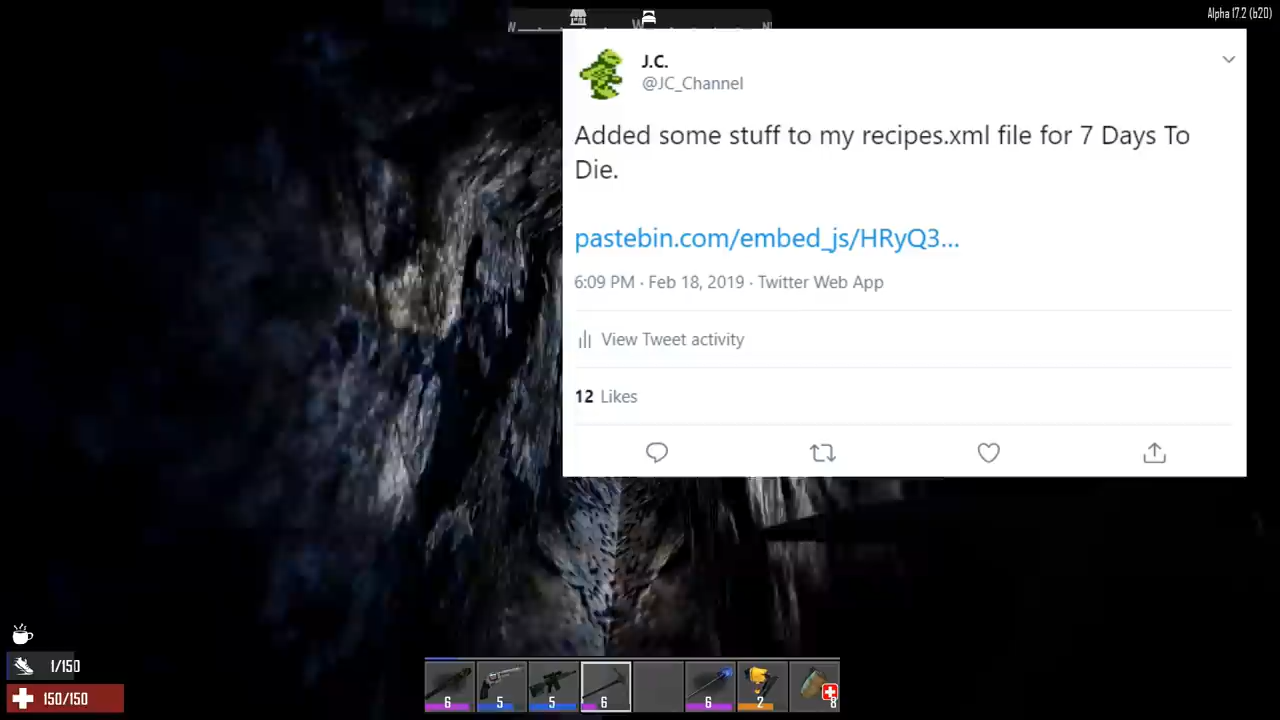 Alpha 17.2 (b20)
N W N
J.C.
@JC_Channel
Added some stuff to my recipes.xml file for 7 Days To
Die.
pastebin.com/embed_js/HRyQ3...
6:09 PM · Feb 18, 2019 · Twitter Web App
View Tweet activity
12 Likes
1/150
150/150
6 5 5 6 6 2 8